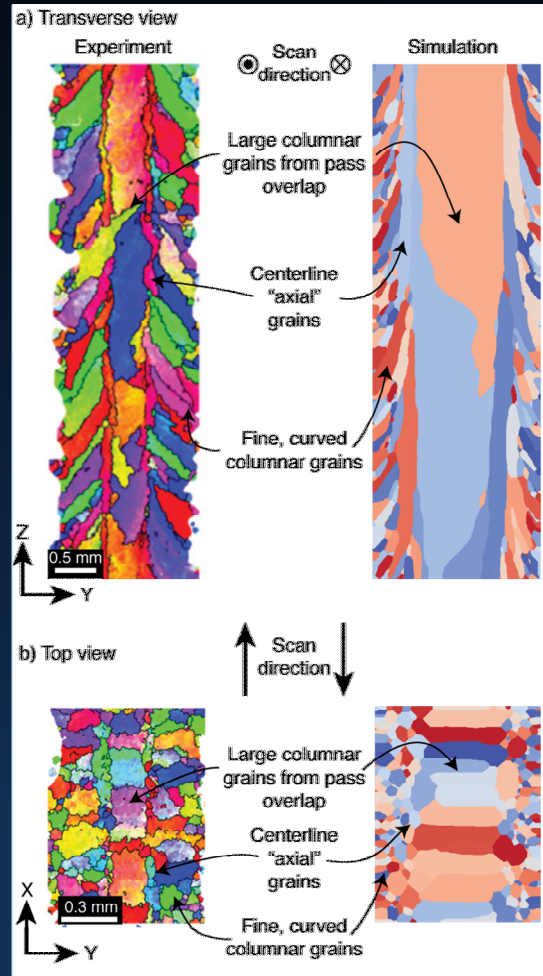 a) Transverse view
Experiment
Scan
direction
Simulation
Large columnar
grains from pass
overlap
Centerline
"axial"
grains
Fine, curved
columnar grains
Z
0.5 mm
Y
b) Top view
Scan
direction
Large columnar
grains from pass
overlap
Centerline
"axial"
grains
X
0.3 mm
Y
Fine, curved
columnar grains